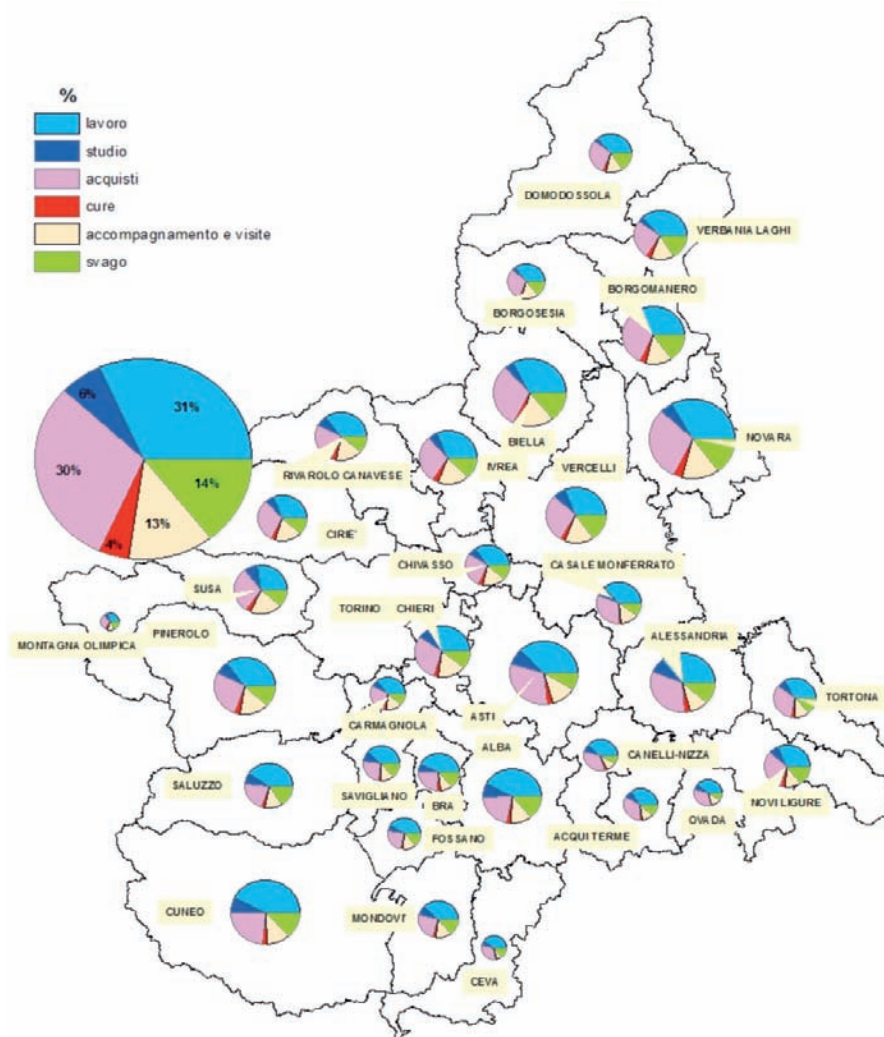 %
lavoro
studio
acquisti
cure
accompagnamento e visite
svago
DOMODOSSOLA
VERBANIA LAGHI
BORGOSESIA
BORGOMANERO
6%
31%
30%
14%
13%
4%
BIELLA
NOVARA
RIVAROLO CANAVESE
IVREA
VERCELLI
CIRIE'
CHIVASSO
CASALE MONFERRATO
SUSA
TORINO
CHIERI
ALESSANDRIA
MONTAGNA OLIMPICA
PINEROLO
TORTONA
CARMAGNOLA
ASTI
ALBA
CANELLI-NIZZA
SALUZZO
SAVIGLIANO
BRA
NOVI LIGURE
OVADA
FOSSANO
ACQUI TERME
CUNEO
MONDOVI'
CEVA